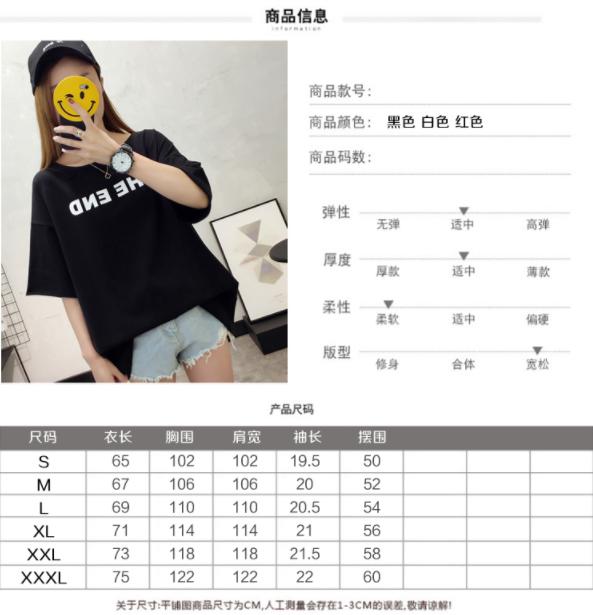 商品信息
information
THE END
商品款号：
商品颜色： 黑色 白色 红色
商品码数：
弹性
无弹 适中 高弹
厚度
厚款 适中 薄款
柔性
柔软 适中 偏硬
版型
修身 合体 宽松
产品尺码
尺码 衣长 胸围 肩宽 袖长 摆围
S 65 102 102 19.5 50
M 67 106 106 20 52
L 69 110 110 20.5 54
XL 71 114 114 21 56
XXL 73 118 118 21.5 58
XXXL 75 122 122 22 60
关于尺寸:平铺图商品尺寸为CM,人工测量会存在1-3CM的误差,敬请谅解!